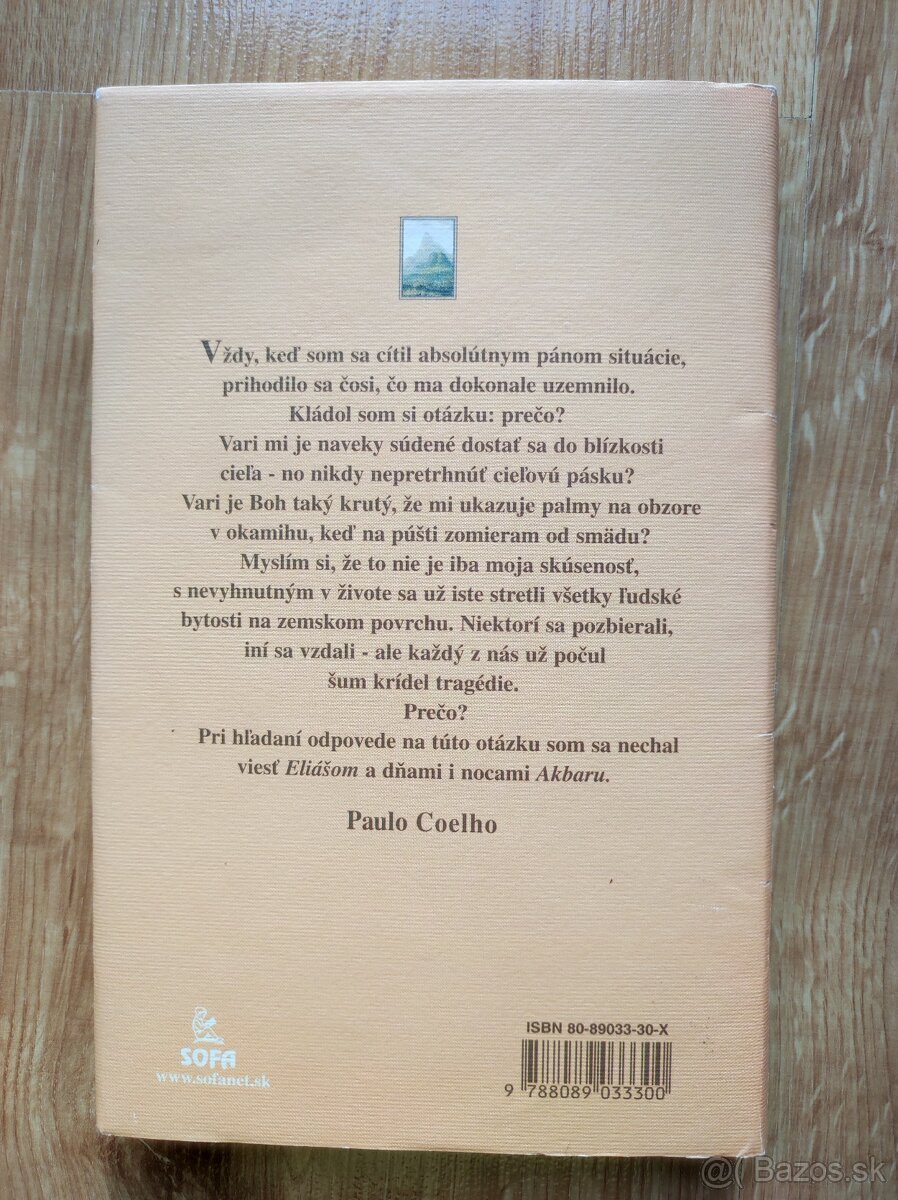 Vždy, keď som sa cítil absolútnym pánom situácie,
prihodilo sa čosi, čo ma dokonale uzemnilo.
Kládol som si otázku: prečo?
Vari mi je naveky súdené dostať sa do blízkosti
cieľa - no nikdy nepretrhnúť cieľovú pásku?
Vari je Boh taký krutý, že mi ukazuje palmy na obzore
v okamihu, keď na púšti zomieram od smädu?
Myslím si, že to nie je iba moja skúsenosť,
s nevyhnutným v živote sa už iste stretli všetky ľudské
bytosti na zemskom povrchu. Niektorí sa pozbierali,
iní sa vzdali - ale každý z nás už počul
šum krídel tragédie.
Prečo?
Pri hľadaní odpovede na túto otázku som sa nechal
viesť Eliášom a dňami i nocami Akbaru.
Paulo Coelho
SOFA
www.sofanet.sk
ISBN 80-89033-30-X
9 788089 033300
@( Bazos.sk